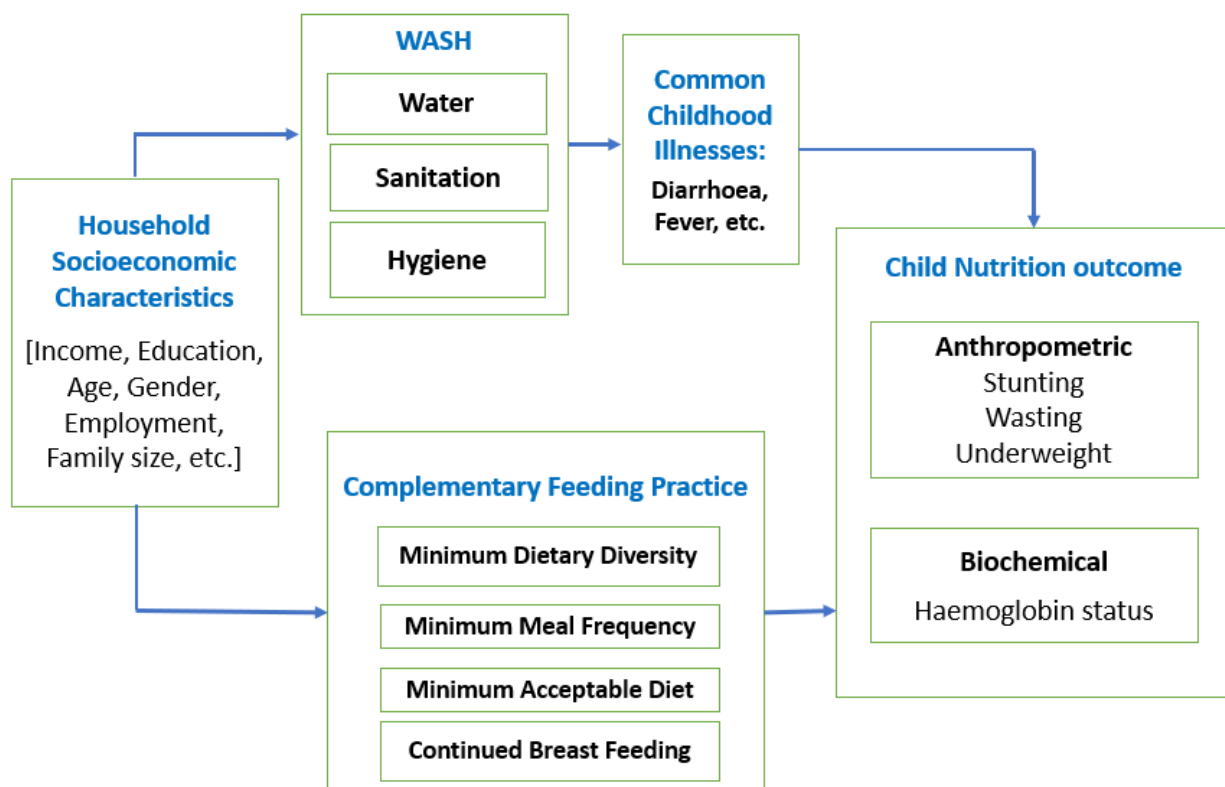 Household
Socioeconomic
Characteristics
[Income, Education,
Age, Gender,
Employment,
Family size, etc.]
WASH
Water
Sanitation
Hygiene
Common
Childhood
Illnesses:
Diarrhoea,
Fever, etc.
Complementary Feeding Practice
Minimum Dietary Diversity
Minimum Meal Frequency
Minimum Acceptable Diet
Continued Breast Feeding
Child Nutrition outcome
Anthropometric
Stunting
Wasting
Underweight
Biochemical
Haemoglobin status